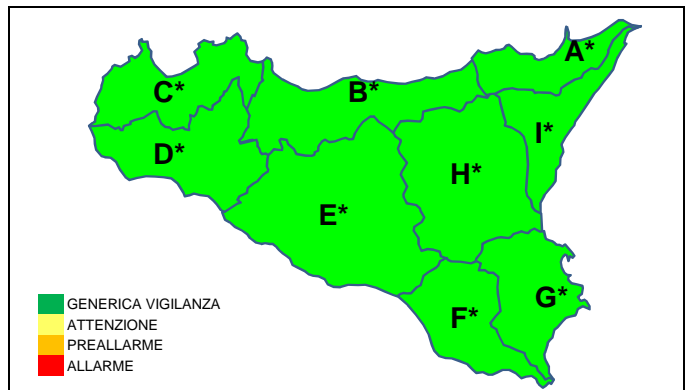 A*
C*
B*
I*
D*
H*
E*
G*
F*
GENERICA VIGILANZA
ATTENZIONE
PREALLARME
ALLARME